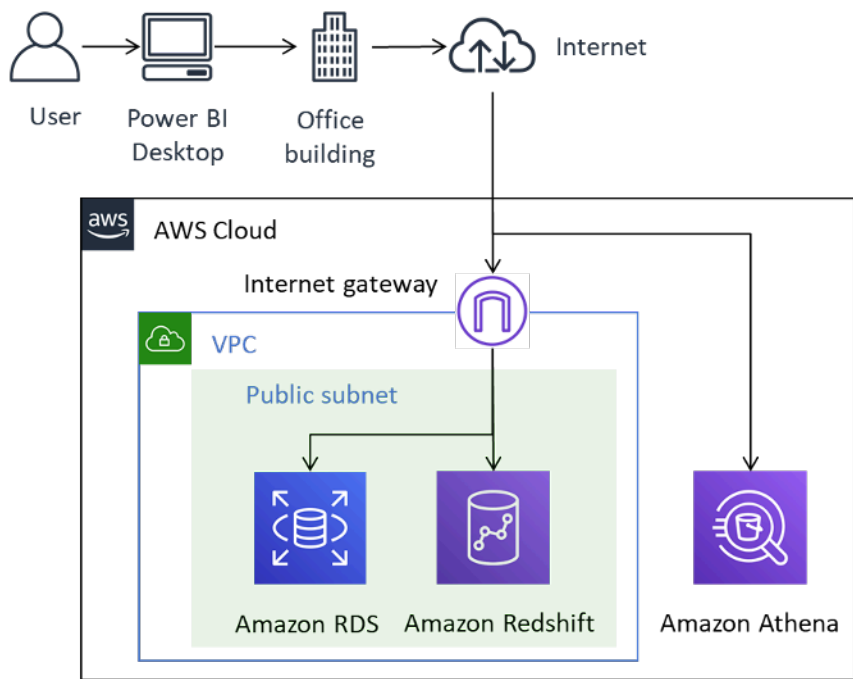 Internet
User
Power BI
Desktop
Office
building
aws
AWS Cloud
Internet gateway
VPC
Public subnet
Amazon RDS
Amazon Redshift
Amazon Athena